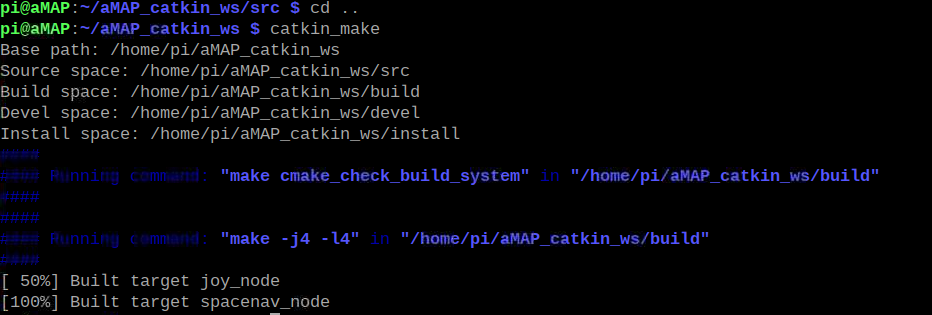 pi@aMAP:~/aMAP_catkin_ws/src $ cd ..
pi@aMAP:~/aMAP_catkin_ws $ catkin_make
Base path: /home/pi/aMAP_catkin_ws
Source space: /home/pi/aMAP_catkin_ws/src
Build space: /home/pi/aMAP_catkin_ws/build
Devel space: /home/pi/aMAP_catkin_ws/devel
Install space: /home/pi/aMAP_catkin_ws/install
####
#### Running command: "make cmake_check_build_system" in "/home/pi/aMAP_catkin_ws/build"
####
####
#### Running command: "make -j4 -l4" in "/home/pi/aMAP_catkin_ws/build"
####
[ 50%] Built target joy_node
[100%] Built target spacenav_node